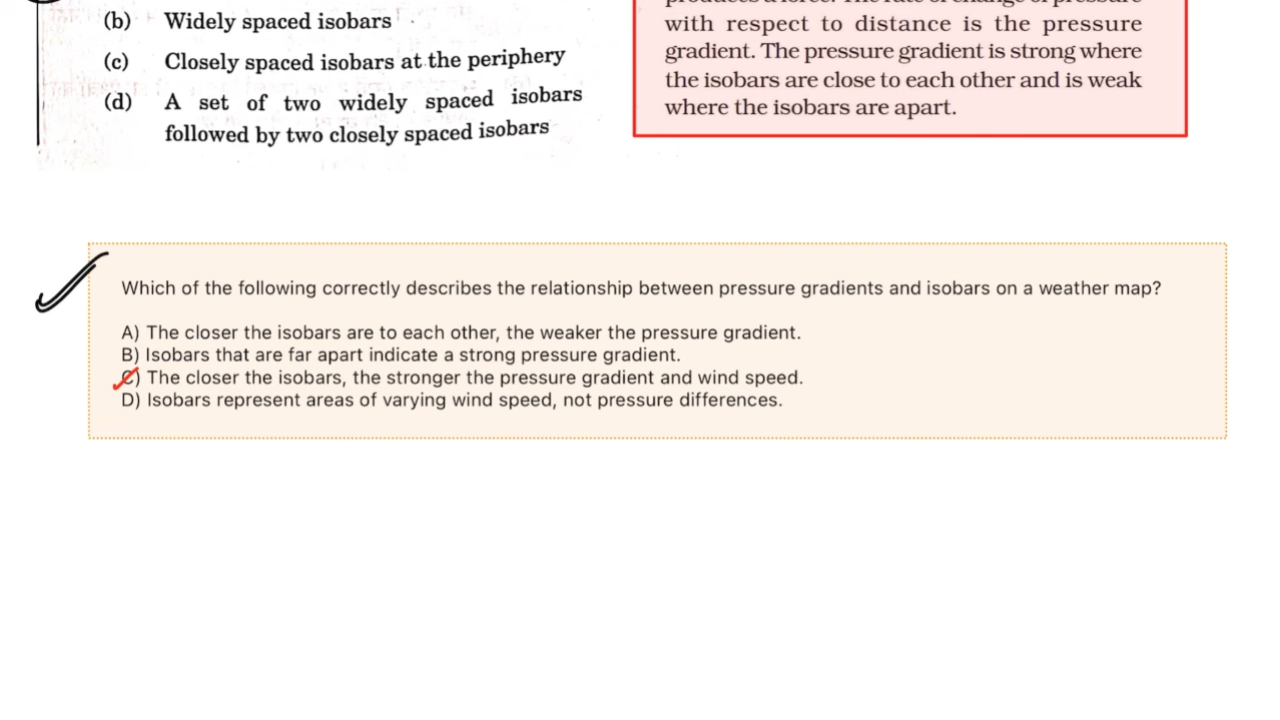 (b) Widely spaced isobars
(c) Closely spaced isobars at the periphery
(d) A set of two widely spaced isobars
followed by two closely spaced isobars
with respect to distance is the pressure
gradient. The pressure gradient is strong where
the isobars are close to each other and is weak
where the isobars are apart.
Which of the following correctly describes the relationship between pressure gradients and isobars on a weather map?
A) The closer the isobars are to each other, the weaker the pressure gradient.
B) Isobars that are far apart indicate a strong pressure gradient.
C) The closer the isobars, the stronger the pressure gradient and wind speed.
D) Isobars represent areas of varying wind speed, not pressure differences.